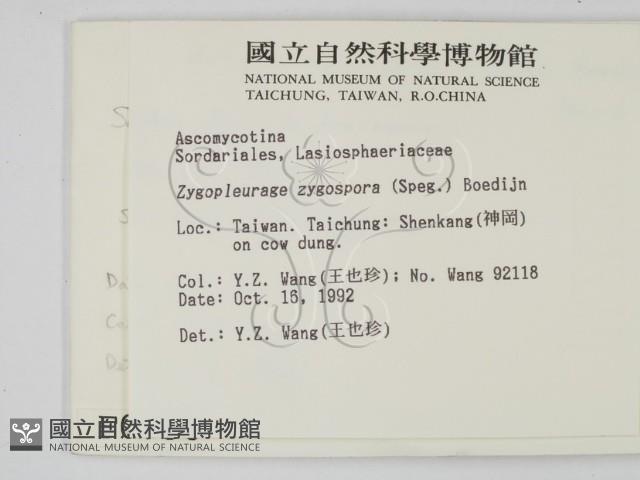 國立自然科學博物館
NATIONAL MUSEUM OF NATURAL SCIENCE
TAICHUNG, TAIWAN, R.O.CHINA
Ascomycotina
Sordariales, Lasiosphaeriaceae
Zygopleurage zygospora (Speg.) Boedijn
Loc.: Taiwan. Taichung: Shenkang(神岡)
on cow dung.
Col.: Y.Z. Wang(王也珍); No. Wang 92118
Date: Oct. 16, 1992
Det.: Y.Z. Wang(王也珍)
國立自然科學博物館
NATIONAL MUSEUM OF NATURAL SCIENCE